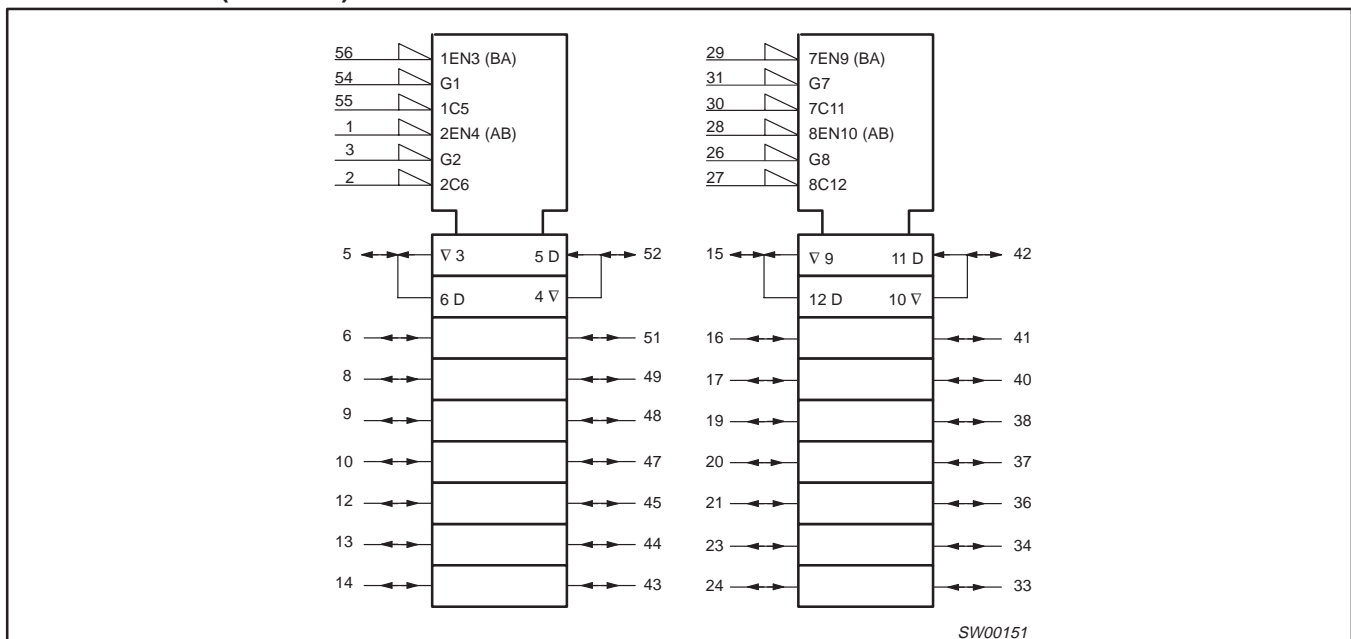 56 1EN3 (BA)
54 G1
55 1C5
1 2EN4 (AB)
3 G2
2 2C6
5 ∇ 3 5 D 52
6 D 4 ∇
6 51
8 49
9 48
10 47
12 45
13 44
14 43
29 7EN9 (BA)
31 G7
30 7C11
28 8EN10 (AB)
26 G8
27 8C12
15 ∇ 9 11 D 42
12 D 10 ∇
16 41
17 40
19 38
20 37
21 36
23 34
24 33
SW00151